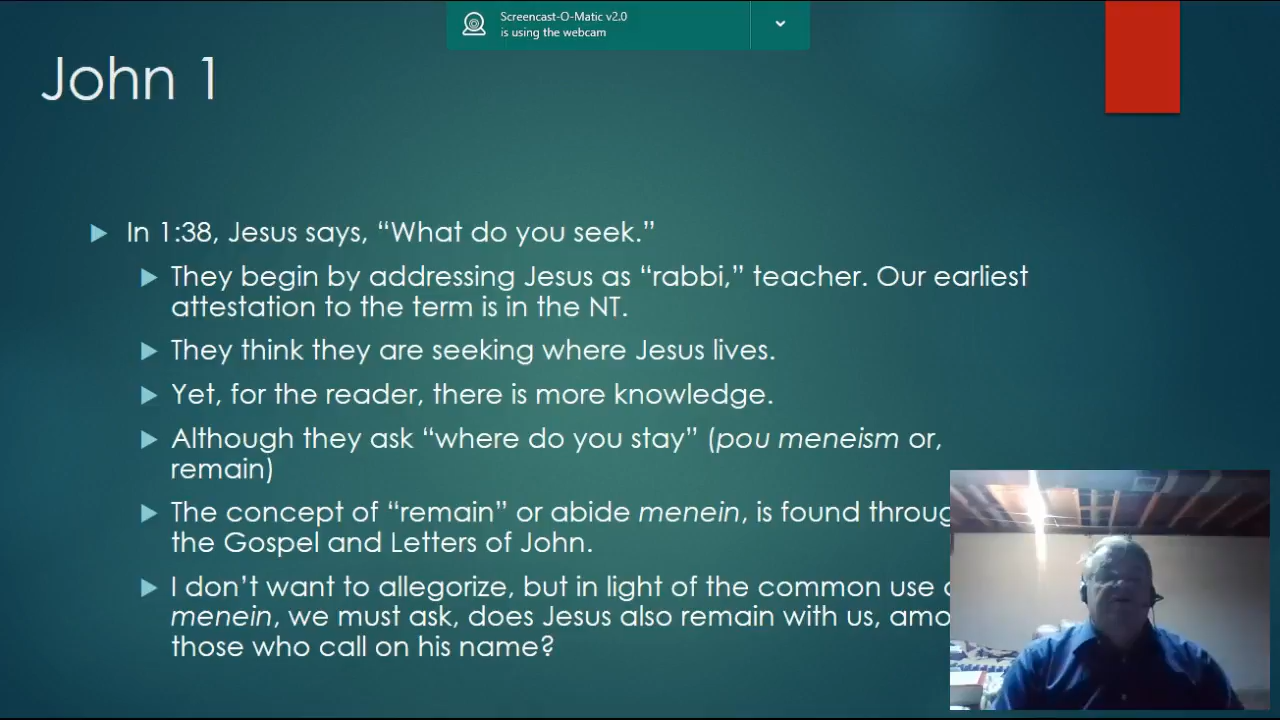 Screencast-O-Matic v2.0
is using the webcam
John 1
In 1:38, Jesus says, “What do you seek.”
They begin by addressing Jesus as “rabbi,” teacher. Our earliest
attestation to the term is in the NT.
They think they are seeking where Jesus lives.
Yet, for the reader, there is more knowledge.
Although they ask “where do you stay” (pou meneism or,
remain)
The concept of “remain” or abide menein, is found
the Gospel and Letters of John.
I don’t want to allegorize, but in light of the common use
menein, we must ask, does Jesus also remain with us,
those who call on his name?